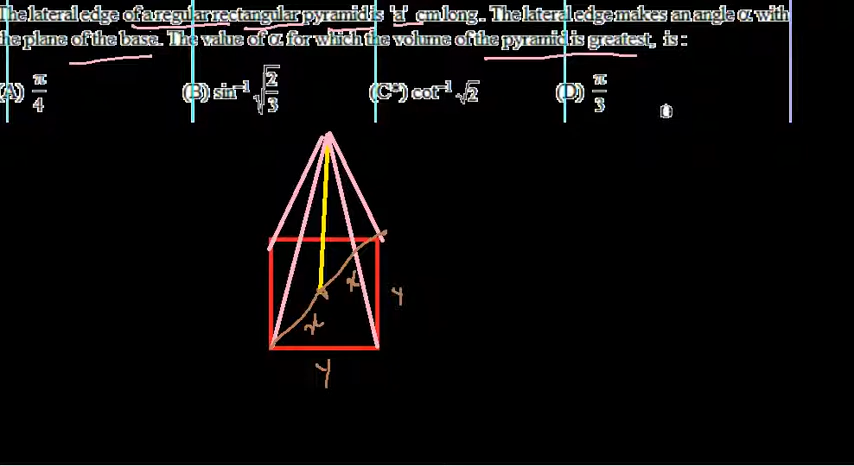 The lateral edge of a regular rectangular pyramid is 'a' cm long. The lateral edge makes an angle α with
the plane of the base. The value of α for which the volume of the pyramid is greatest, is :
(A) π/4 (B) sin⁻¹ √(2/3) (C*) cot⁻¹ √2 (D) π/3
x
y
x
y